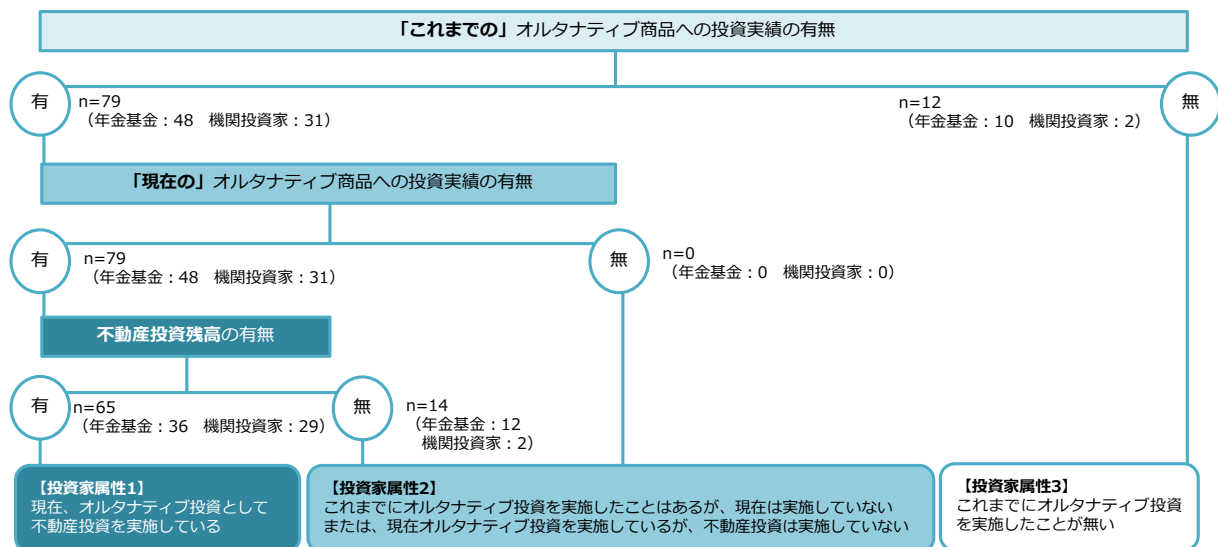 「これまでの」オルタナティブ商品への投資実績の有無
有
n=79
（年金基金：48　機関投資家：31）
n=12
（年金基金：10　機関投資家：2）
無
「現在の」オルタナティブ商品への投資実績の有無
有
n=79
（年金基金：48　機関投資家：31）
無
n=0
（年金基金：0　機関投資家：0）
不動産投資残高の有無
有
n=65
（年金基金：36　機関投資家：29）
無
n=14
（年金基金：12
機関投資家：2）
【投資家属性1】
現在、オルタナティブ投資として
不動産投資を実施している
【投資家属性2】
これまでにオルタナティブ投資を実施したことはあるが、現在は実施していない
または、現在オルタナティブ投資を実施しているが、不動産投資は実施していない
【投資家属性3】
これまでにオルタナティブ投資
を実施したことが無い